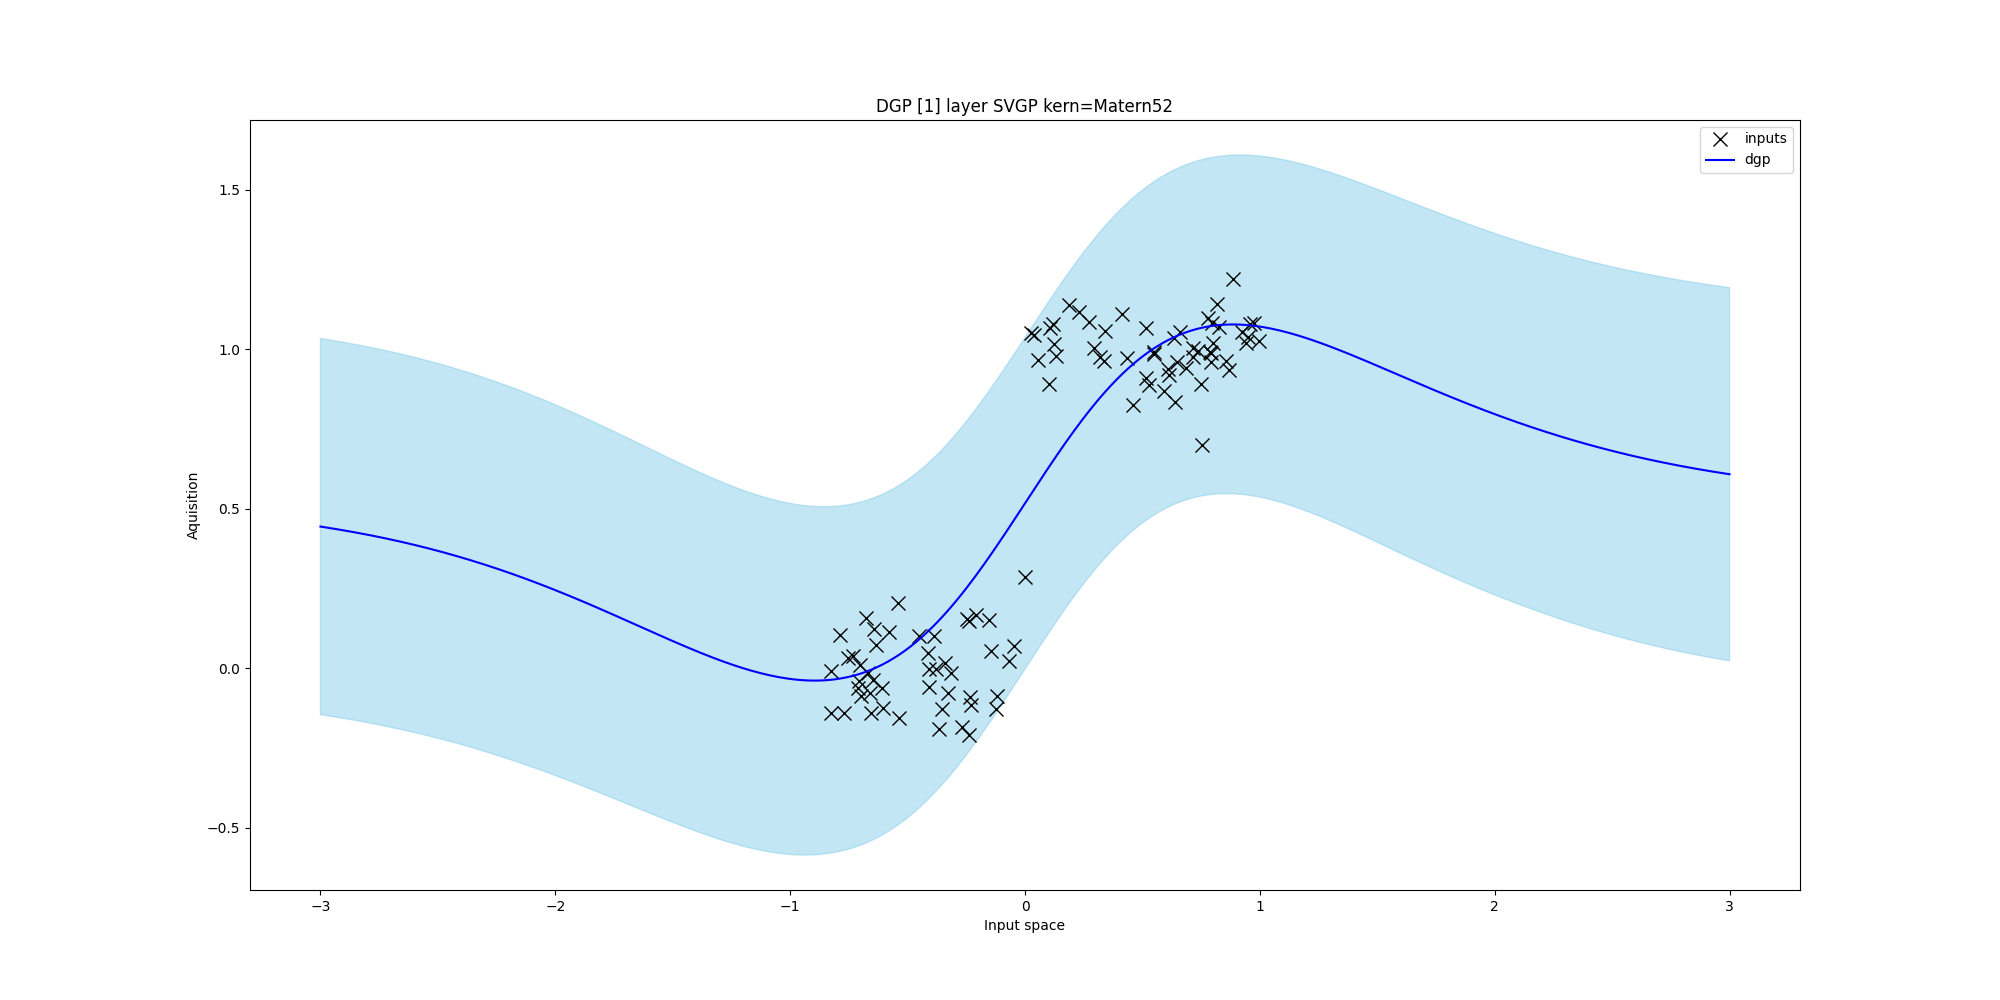 DGP [1] layer SVGP kern=Matern52
inputs
dgp
1.5
1.0
0.5
0.0
−0.5
Aquisition
−3
−2
−1
0
1
2
3
Input space